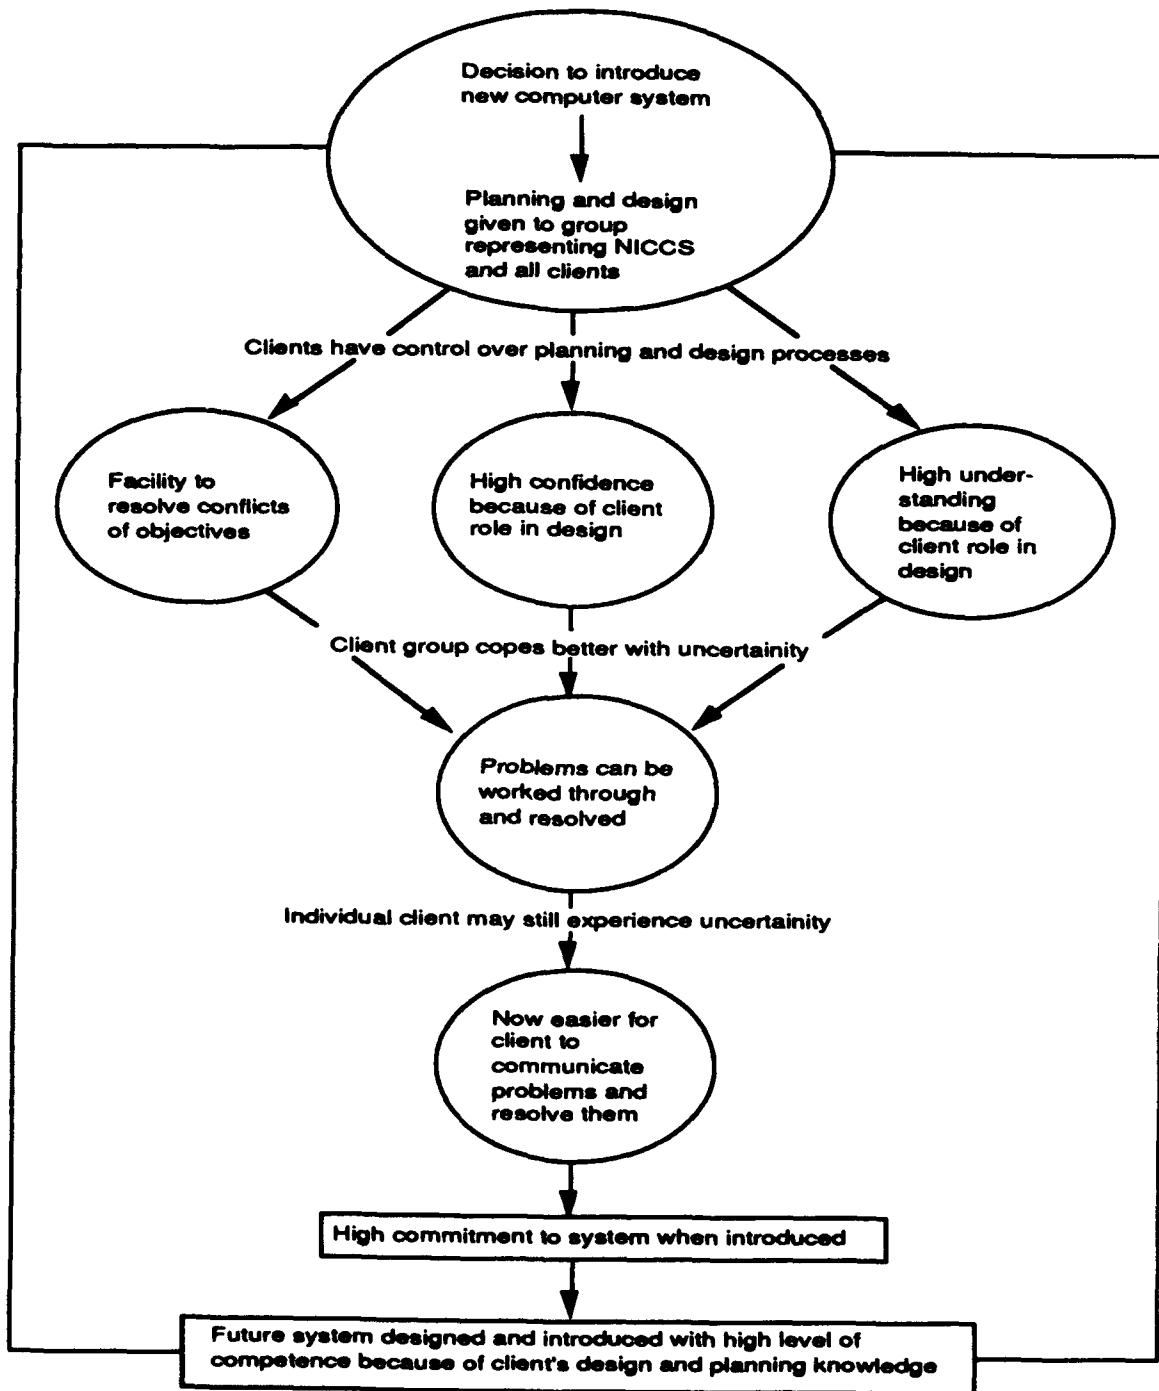 Decision to introduce
new computer system
Planning and design
given to group
representing NICCS
and all clients
Clients have control over planning and design processes
Facility to
resolve conflicts
of objectives
High confidence
because of client
role in design
High under-
standing
because of
client role in
design
Client group copes better with uncertainity
Problems can be
worked through
and resolved
Individual client may still experience uncertainity
Now easier for
client to
communicate
problems and
resolve them
High commitment to system when introduced
Future system designed and introduced with high level of
competence because of client's design and planning knowledge